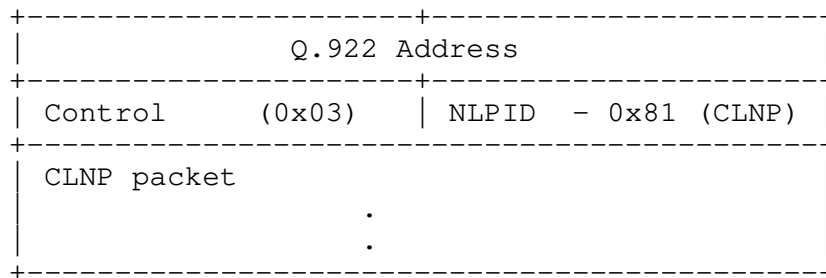 Q.922 Address
Control (0x03) | NLPID - 0x81 (CLNP)
CLNP packet
.
.